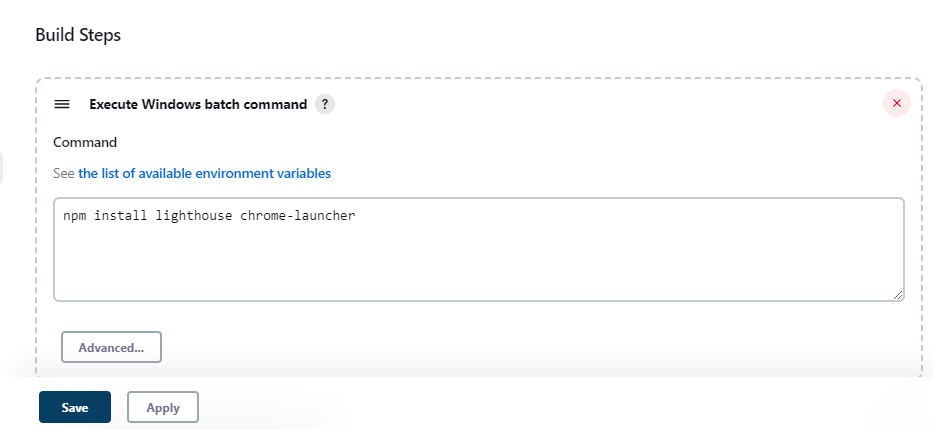 Build Steps
Execute Windows batch command ?
Command
See the list of available environment variables
npm install lighthouse chrome-launcher
Advanced...
Save Apply